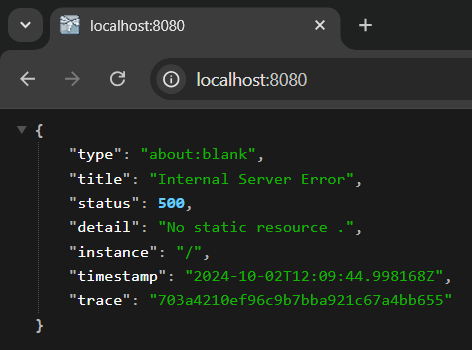 localhost:8080
localhost:8080
{
"type": "about:blank",
"title": "Internal Server Error",
"status": 500,
"detail": "No static resource .",
"instance": "/",
"timestamp": "2024-10-02T12:09:44.998168Z",
"trace": "703a4210ef96c9b7bba921c67a4bb655"
}